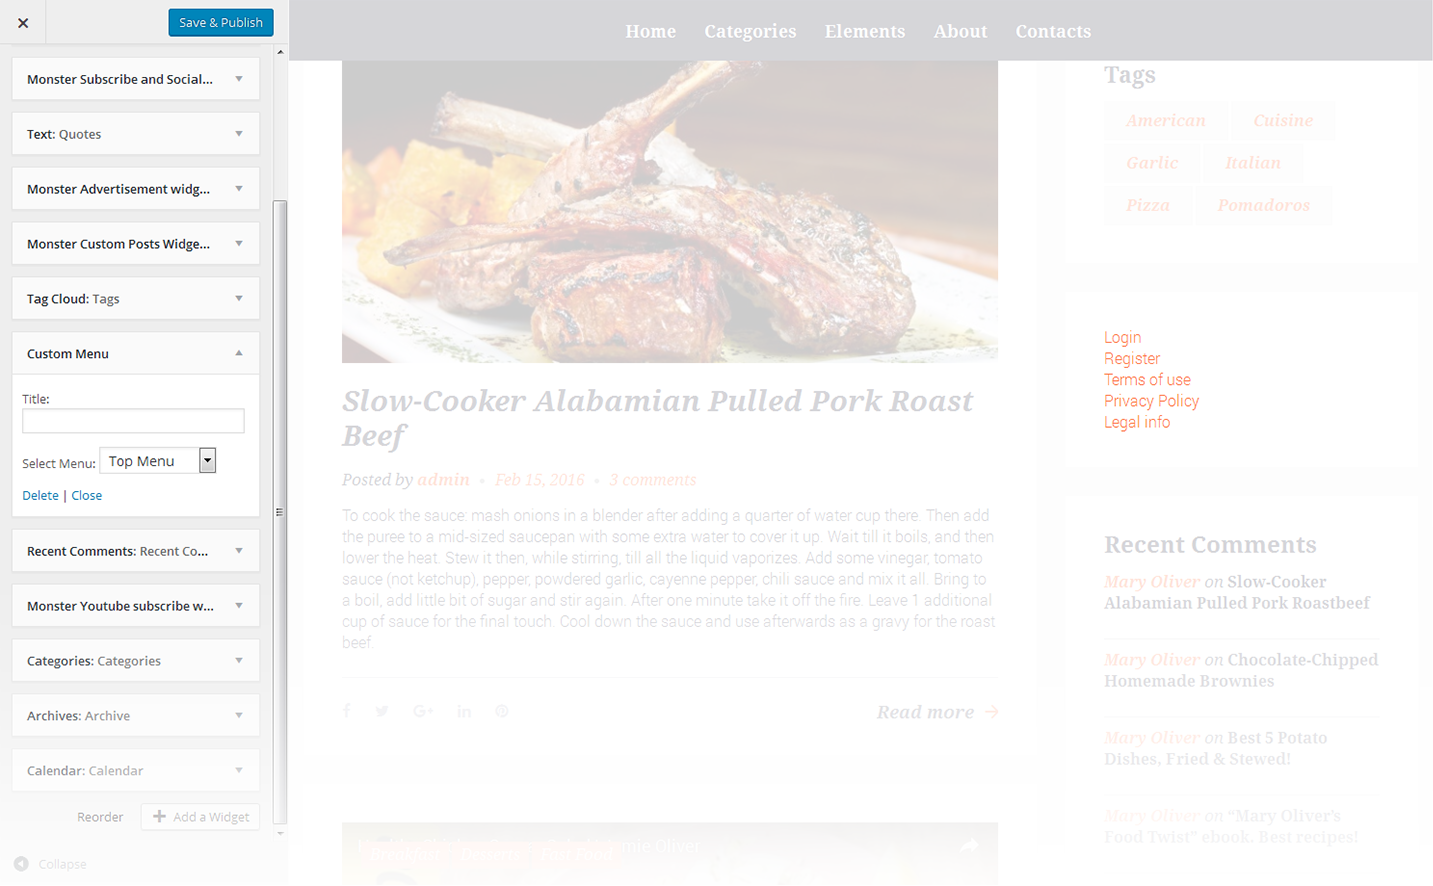 Save & Publish
Monster Subscribe and Social...
Text: Quotes
Monster Advertisement widg...
Monster Custom Posts Widge...
Tag Cloud: Tags
Custom Menu
Title:
Select Menu: Top Menu
Delete | Close
Recent Comments: Recent Co...
Monster Youtube subscribe w...
Categories: Categories
Archives: Archive
Calendar: Calendar
Reorder
Add a Widget
Collapse
Home Categories Elements About Contacts
Slow-Cooker Alabamian Pulled Pork Roast
Beef
Posted by admin • Feb 15, 2016 • 3 comments
To cook the sauce: mash onions in a blender after adding a quarter of water cup there. Then add
the puree to a mid-sized saucepan with some extra water to cover it up. Wait till it boils, and then
lower the heat. Stew it then, while stirring, till all the liquid vaporizes. Add some vinegar, tomato
sauce (not ketchup), pepper, powdered garlic, cayenne pepper, chili sauce and mix it all. Bring to
a boil, add little bit of sugar and stir again. After one minute take it off the fire. Leave 1 additional
cup of sauce for the final touch. Cool down the sauce and use afterwards as a gravy for the roast
beef.
Read more
Jamie Oliver
Tags
American Cuisine
Garlic Italian
Pizza Pomadoros
Login
Register
Terms of use
Privacy Policy
Legal info
Recent Comments
Mary Oliver on Slow-Cooker
Alabamian Pulled Pork Roastbeef
Mary Oliver on Chocolate-Chipped
Homemade Brownies
Mary Oliver on Best 5 Potato
Dishes, Fried & Stewed!
Mary Oliver on “Mary Oliver’s
Food Twist” ebook. Best recipes!